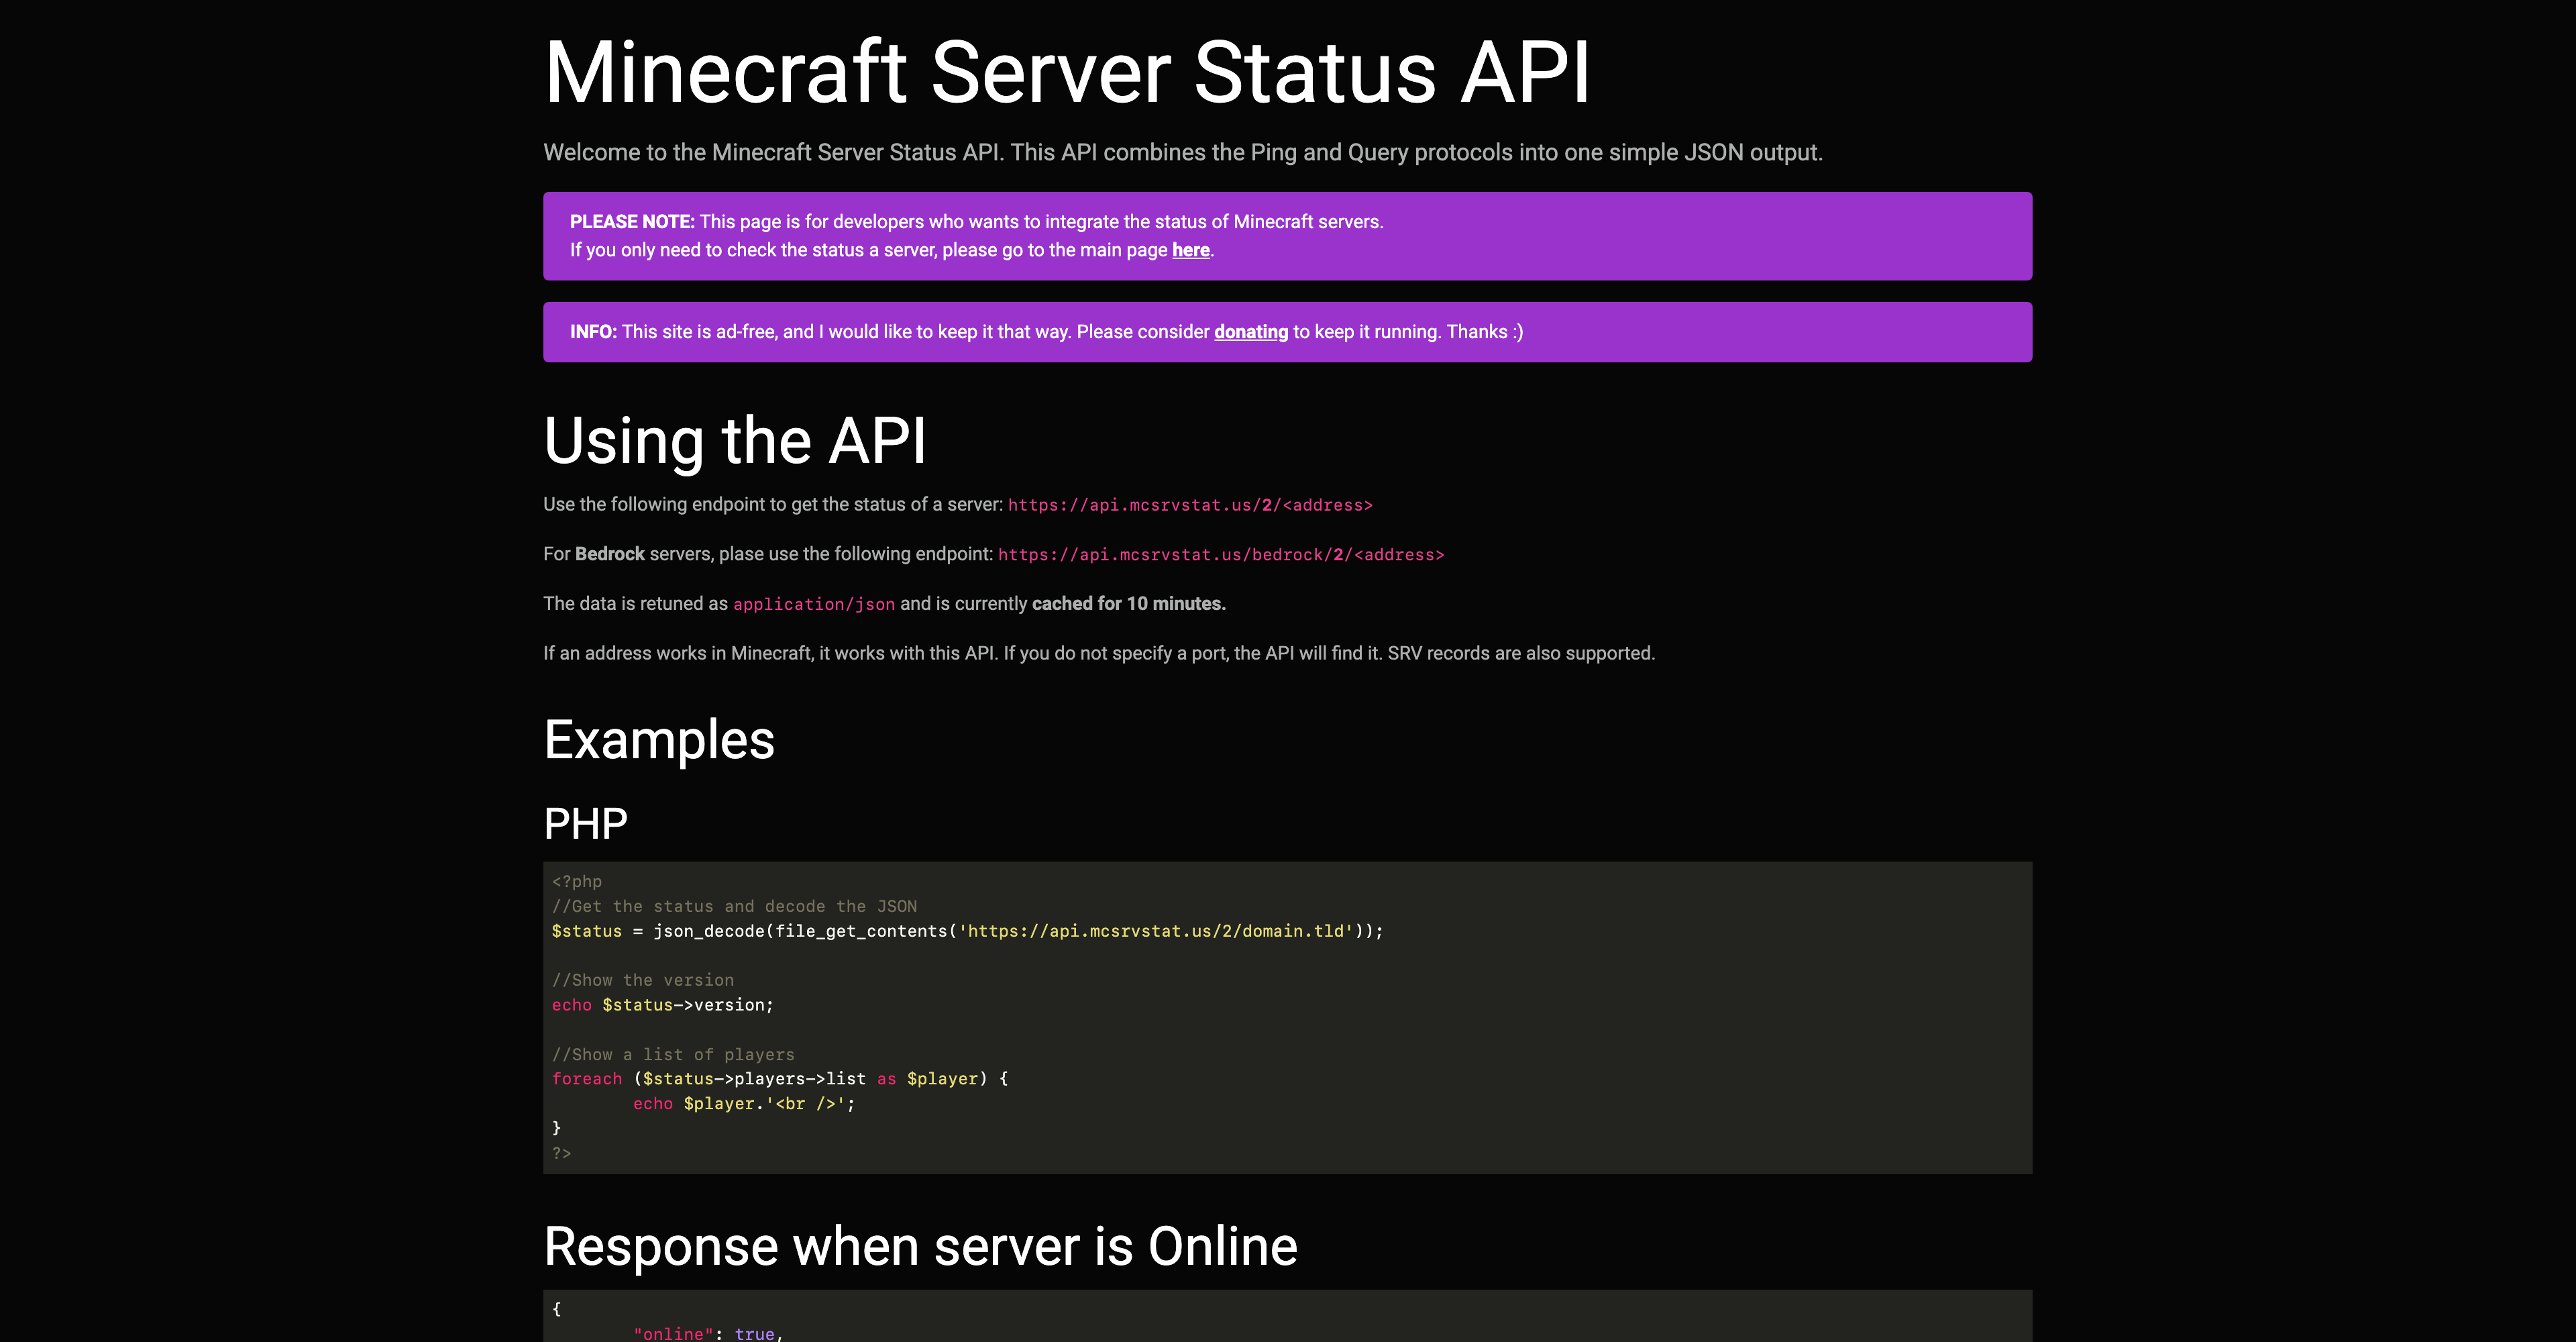 Minecraft Server Status API
Welcome to the Minecraft Server Status API. This API combines the Ping and Query protocols into one simple JSON output.
PLEASE NOTE: This page is for developers who wants to integrate the status of Minecraft servers.
If you only need to check the status a server, please go to the main page here.
INFO: This site is ad-free, and I would like to keep it that way. Please consider donating to keep it running. Thanks :)
Using the API
Use the following endpoint to get the status of a server: https://api.mcsrvstat.us/2/<address>
For Bedrock servers, plase use the following endpoint: https://api.mcsrvstat.us/bedrock/2/<address>
The data is retuned as application/json and is currently cached for 10 minutes.
If an address works in Minecraft, it works with this API. If you do not specify a port, the API will find it. SRV records are also supported.
Examples
PHP
<?php
//Get the status and decode the JSON
$status = json_decode(file_get_contents('https://api.mcsrvstat.us/2/domain.tld'));
//Show the version
echo $status->version;
//Show a list of players
foreach ($status->players->list as $player) {
echo $player.'<br />';
}
?>
Response when server is Online
{
"online": true,